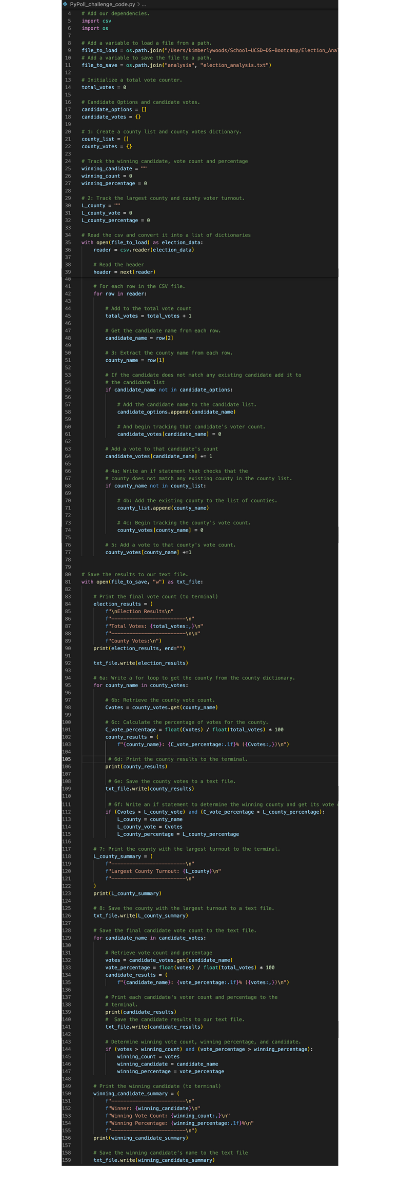 PyPoll_challenge_code.py > ...
4 # Add our dependencies.
5 import csv
6 import os
7
8 # Add a variable to load a file from a path.
9 file_to_load = os.path.join("/Users/kimberlywoods/School-UCSD-DS-Bootcamp/Election_Anal
10 # Add a variable to save the file to a path.
11 file_to_save = os.path.join("analysis", "election_analysis.txt")
12
13 # Initialize a total vote counter.
14 total_votes = 0
15
16 # Candidate Options and candidate votes.
17 candidate_options = []
18 candidate_votes = {}
19
20 # 1: Create a county list and county votes dictionary.
21 county_list = []
22 county_votes = {}
23
24 # Track the winning candidate, vote count and percentage
25 winning_candidate = ""
26 winning_count = 0
27 winning_percentage = 0
28
29 # 2: Track the largest county and county voter turnout.
30 L_county = ""
31 L_county_vote = 0
32 L_county_percentage = 0
33
34 # Read the csv and convert it into a list of dictionaries
35 with open(file_to_load) as election_data:
36 reader = csv.reader(election_data)
37
38 # Read the header
39 header = next(reader)
40
41 # For each row in the CSV file.
42 for row in reader:
43
44 # Add to the total vote count
45 total_votes = total_votes + 1
46
47 # Get the candidate name from each row.
48 candidate_name = row[2]
49
50 # 3: Extract the county name from each row.
51 county_name = row[1]
52
53 # If the candidate does not match any existing candidate add it to
54 # the candidate list
55 if candidate_name not in candidate_options:
56
57 # Add the candidate name to the candidate list.
58 candidate_options.append(candidate_name)
59
60 # And begin tracking that candidate's voter count.
61 candidate_votes[candidate_name] = 0
62
63 # Add a vote to that candidate's count
64 candidate_votes[candidate_name] += 1
65
66 # 4a: Write an if statement that checks that the
67 # county does not match any existing county in the county list.
68 if county_name not in county_list:
69
70 # 4b: Add the existing county to the list of counties.
71 county_list.append(county_name)
72
73 # 4c: Begin tracking the county's vote count.
74 county_votes[county_name] = 0
75
76 # 5: Add a vote to that county's vote count.
77 county_votes[county_name] +=1
78
79
80 # Save the results to our text file.
81 with open(file_to_save, "w") as txt_file:
82
83 # Print the final vote count (to terminal)
84 election_results = (
85 f"\nElection Results\n"
86 f"-------------------------\n"
87 f"Total Votes: {total_votes:,}\n"
88 f"-------------------------\n\n"
89 f"County Votes:\n")
90 print(election_results, end="")
91
92 txt_file.write(election_results)
93
94 # 6a: Write a for loop to get the county from the county dictionary.
95 for county_name in county_votes:
96
97 # 6b: Retrieve the county vote count.
98 Cvotes = county_votes.get(county_name)
99
100 # 6c: Calculate the percentage of votes for the county.
101 C_vote_percentage = float(Cvotes) / float(total_votes) * 100
102 county_results = (
103 f"{county_name}: {C_vote_percentage:.1f}% ({Cvotes:,})\n")
104
105 # 6d: Print the county results to the terminal.
106 print(county_results)
107
108 # 6e: Save the county votes to a text file.
109 txt_file.write(county_results)
110
111 # 6f: Write an if statement to determine the winning county and get its vote
112 if (Cvotes > L_county_vote) and (C_vote_percentage > L_county_percentage):
113 L_county = county_name
114 L_county_vote = Cvotes
115 L_county_percentage = L_county_percentage
116
117 # 7: Print the county with the largest turnout to the terminal.
118 L_county_summary = (
119 f"-------------------------\n"
120 f"Largest County Turnout: {L_county}\n"
121 f"-------------------------\n"
122 )
123 print(L_county_summary)
124
125 # 8: Save the county with the largest turnout to a text file.
126 txt_file.write(L_county_summary)
127
128 # Save the final candidate vote count to the text file.
129 for candidate_name in candidate_votes:
130
131 # Retrieve vote count and percentage
132 votes = candidate_votes.get(candidate_name)
133 vote_percentage = float(votes) / float(total_votes) * 100
134 candidate_results = (
135 f"{candidate_name}: {vote_percentage:.1f}% ({votes:,})\n")
136
137 # Print each candidate's voter count and percentage to the
138 # terminal.
139 print(candidate_results)
140 # Save the candidate results to our text file.
141 txt_file.write(candidate_results)
142
143 # Determine winning vote count, winning percentage, and candidate.
144 if (votes > winning_count) and (vote_percentage > winning_percentage):
145 winning_count = votes
146 winning_candidate = candidate_name
147 winning_percentage = vote_percentage
148
149 # Print the winning candidate (to terminal)
150 winning_candidate_summary = (
151 f"-------------------------\n"
152 f"Winner: {winning_candidate}\n"
153 f"Winning Vote Count: {winning_count:,}\n"
154 f"Winning Percentage: {winning_percentage:.1f}%\n"
155 f"-------------------------\n")
156 print(winning_candidate_summary)
157
158 # Save the winning candidate's name to the text file
159 txt_file.write(winning_candidate_summary)